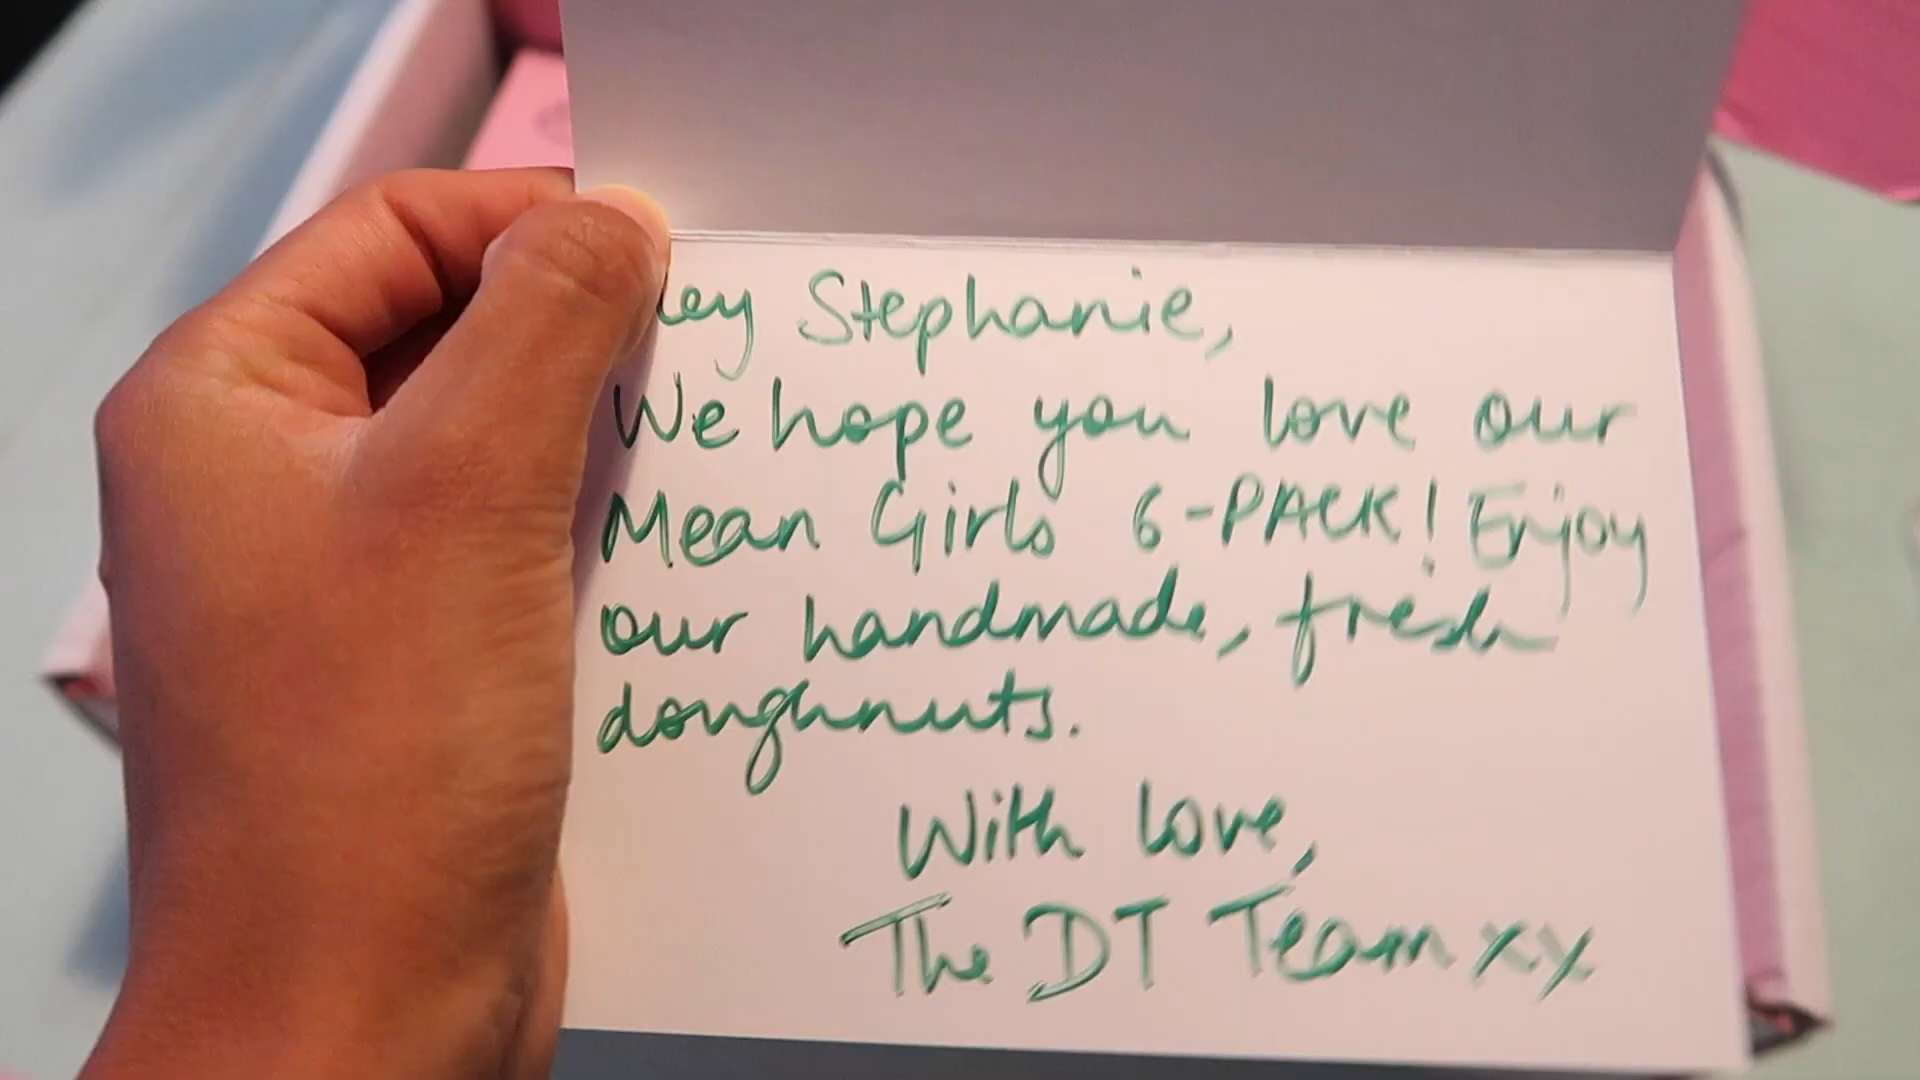 ey Stephanie,
We hope you love our
Mean Girls 6-PACK! Enjoy
our handmade, fresh
doughnuts.
With love,
The DT Team xx